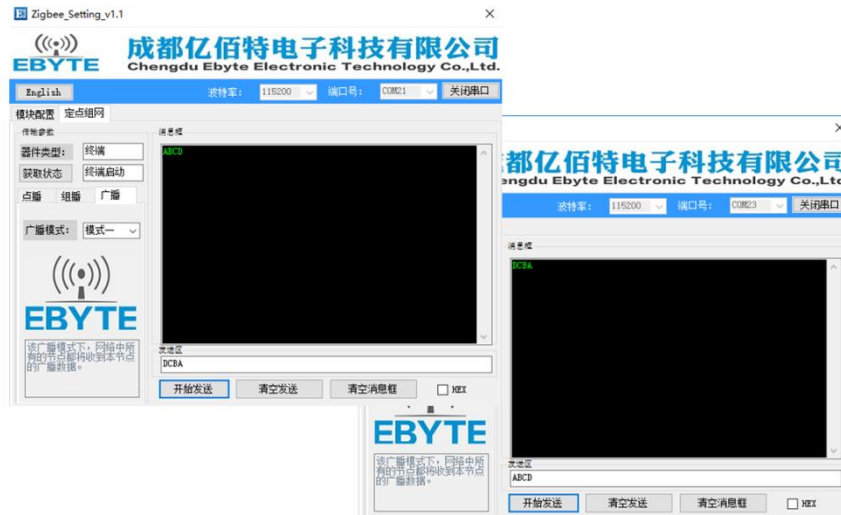 Zigbee_Setting_v1.1
EBYTE
成都亿佰特电子科技有限公司
Chengdu Ebyte Electronic Technology Co.,Ltd.
English
波特率: 115200 端口号: COM21 关闭串口
模块配置 定点组网
传输参数
器件类型: 终端
获取状态 终端启动
点播 组播 广播
广播模式: 模式一
EBYTE
该广播模式下，网络中所
有的节点都将收到本节点
的广播数据。
消息框
ABCD
发送区
DCBA
开始发送 清空发送 清空消息框 HEX
都亿佰特电子科技有限公司
engdu Ebyte Electronic Technology Co.,Ltd
波特率: 115200 端口号: COM23 关闭串口
消息框
DCBA
EBYTE
该广播模式下，网络中所
有的节点都将收到本节点
的广播数据。
发送区
ABCD
开始发送 清空发送 清空消息框 HEX